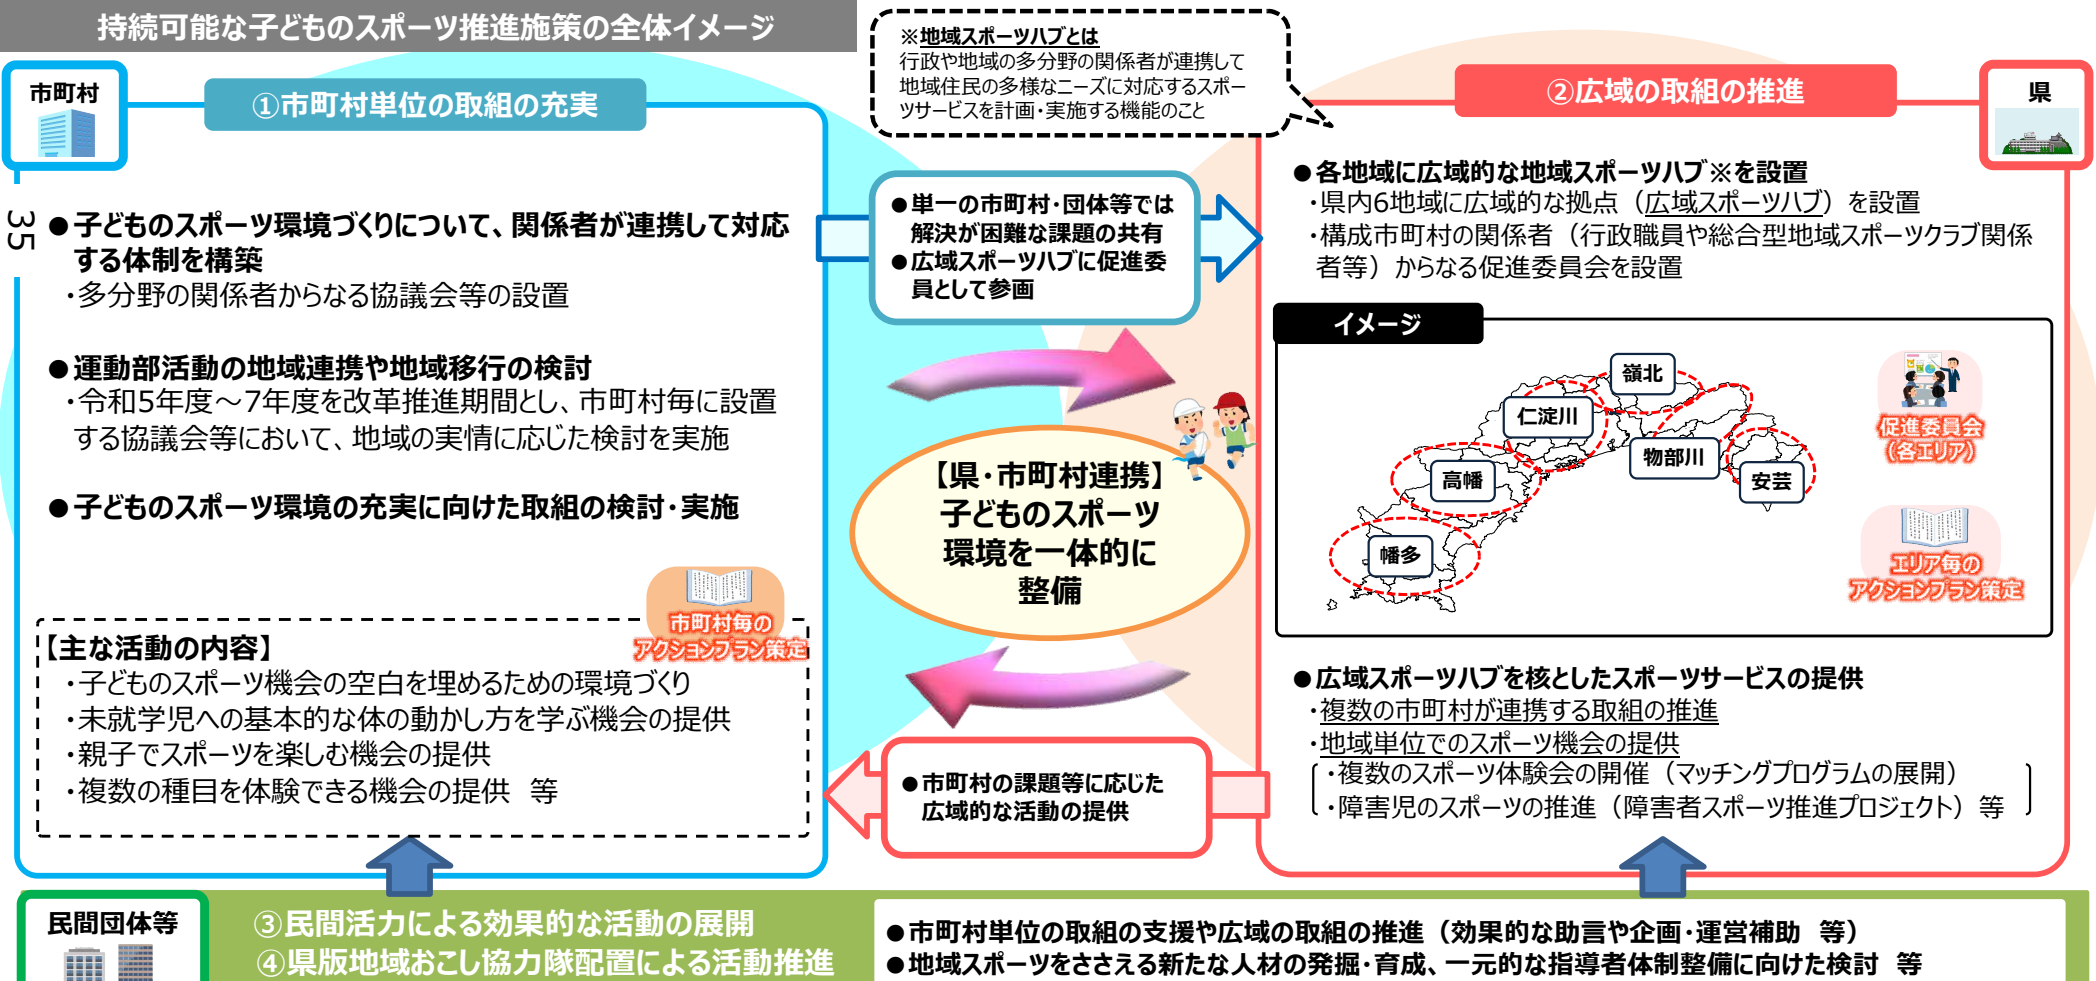 持続可能な子どものスポーツ推進施策の全体イメージ
※地域スポーツハブとは
行政や地域の多分野の関係者が連携して
地域住民の多様なニーズに対応するスポー
ツサービスを計画・実施する機能のこと
市町村
①市町村単位の取組の充実
35
●子どものスポーツ環境づくりについて、関係者が連携して対応
する体制を構築
・多分野の関係者からなる協議会等の設置
●運動部活動の地域連携や地域移行の検討
・令和5年度～7年度を改革推進期間とし、市町村毎に設置
する協議会等において、地域の実情に応じた検討を実施
●子どものスポーツ環境の充実に向けた取組の検討・実施
市町村毎の
アクションプラン策定
【主な活動の内容】
・子どものスポーツ機会の空白を埋めるための環境づくり
・未就学児への基本的な体の動かし方を学ぶ機会の提供
・親子でスポーツを楽しむ機会の提供
・複数の種目を体験できる機会の提供　等
●単一の市町村・団体等では
解決が困難な課題の共有
●広域スポーツハブに促進委
員として参画
【県・市町村連携】
子どものスポーツ
環境を一体的に
整備
●市町村の課題等に応じた
広域的な活動の提供
②広域の取組の推進
県
●各地域に広域的な地域スポーツハブ※を設置
・県内6地域に広域的な拠点（広域スポーツハブ）を設置
・構成市町村の関係者（行政職員や総合型地域スポーツクラブ関係
者等）からなる促進委員会を設置
イメージ
嶺北
仁淀川
物部川
高幡
安芸
幡多
促進委員会
（各エリア）
エリア毎の
アクションプラン策定
●広域スポーツハブを核としたスポーツサービスの提供
・複数の市町村が連携する取組の推進
・地域単位でのスポーツ機会の提供
・複数のスポーツ体験会の開催（マッチングプログラムの展開）
・障害児のスポーツの推進（障害者スポーツ推進プロジェクト）等
民間団体等
③民間活力による効果的な活動の展開
④県版地域おこし協力隊配置による活動推進
●市町村単位の取組の支援や広域の取組の推進（効果的な助言や企画・運営補助　等）
●地域スポーツをささえる新たな人材の発掘・育成、一元的な指導者体制整備に向けた検討　等